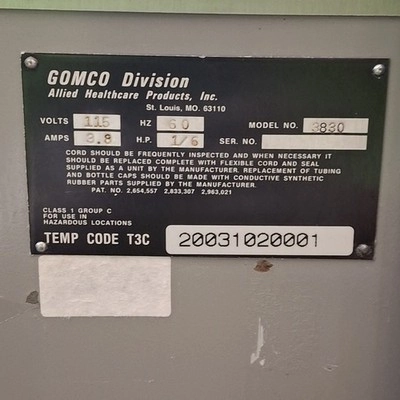 GOMCO Division
Allied Healthcare Products, Inc.
St. Louis, MO. 63110
VOLTS 115 HZ 60 MODEL NO. 3830
AMPS 3.8 H.P. 1/6 SER. NO.
CORD SHOULD BE FREQUENTLY INSPECTED AND WHEN NECESSARY IT
SHOULD BE REPLACED COMPLETE WITH FLEXIBLE CORD AND SEAL
SUPPLIED AS A UNIT BY THE MANUFACTURER. REPLACEMENT OF TUBING
AND BOTTLE CAPS SHOULD BE MADE WITH CONDUCTIVE SYNTHETIC
RUBBER PARTS SUPPLIED BY THE MANUFACTURER.
PAT. NO. 2,654,557 2,833,307 2,963,021
CLASS 1 GROUP C
FOR USE IN
HAZARDOUS LOCATIONS
TEMP CODE T3C 20031020001